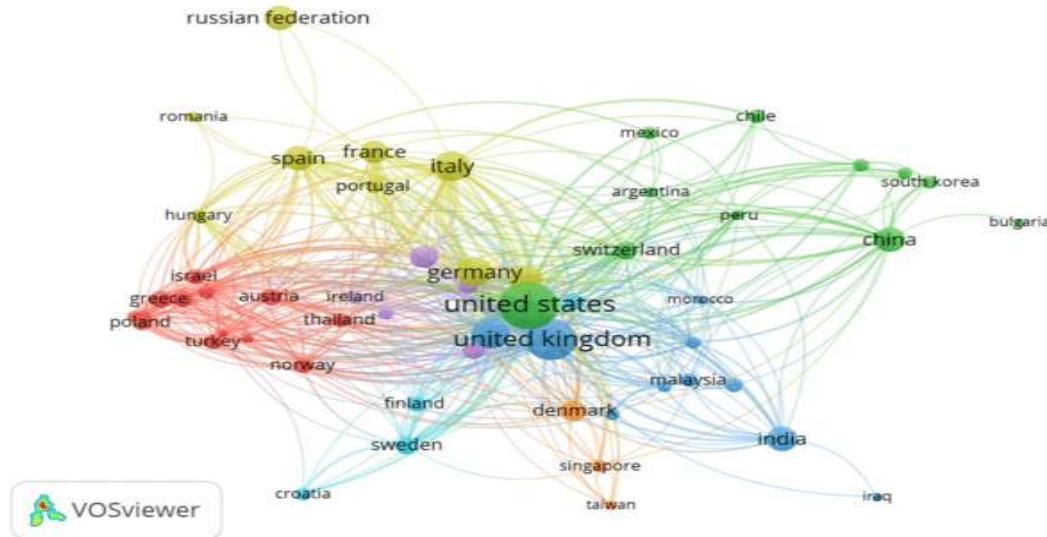 russian federation
romania
chile
mexico
france
spain
italy
portugal
south korea
argentina
hungary
peru
bulgaria
china
switzerland
israel
germany
greece
austria
ireland
morocco
united states
poland
thailand
turkey
united kingdom
norway
malaysia
finland
denmark
sweden
india
singapore
croatia
iraq
taiwan
VOSviewer